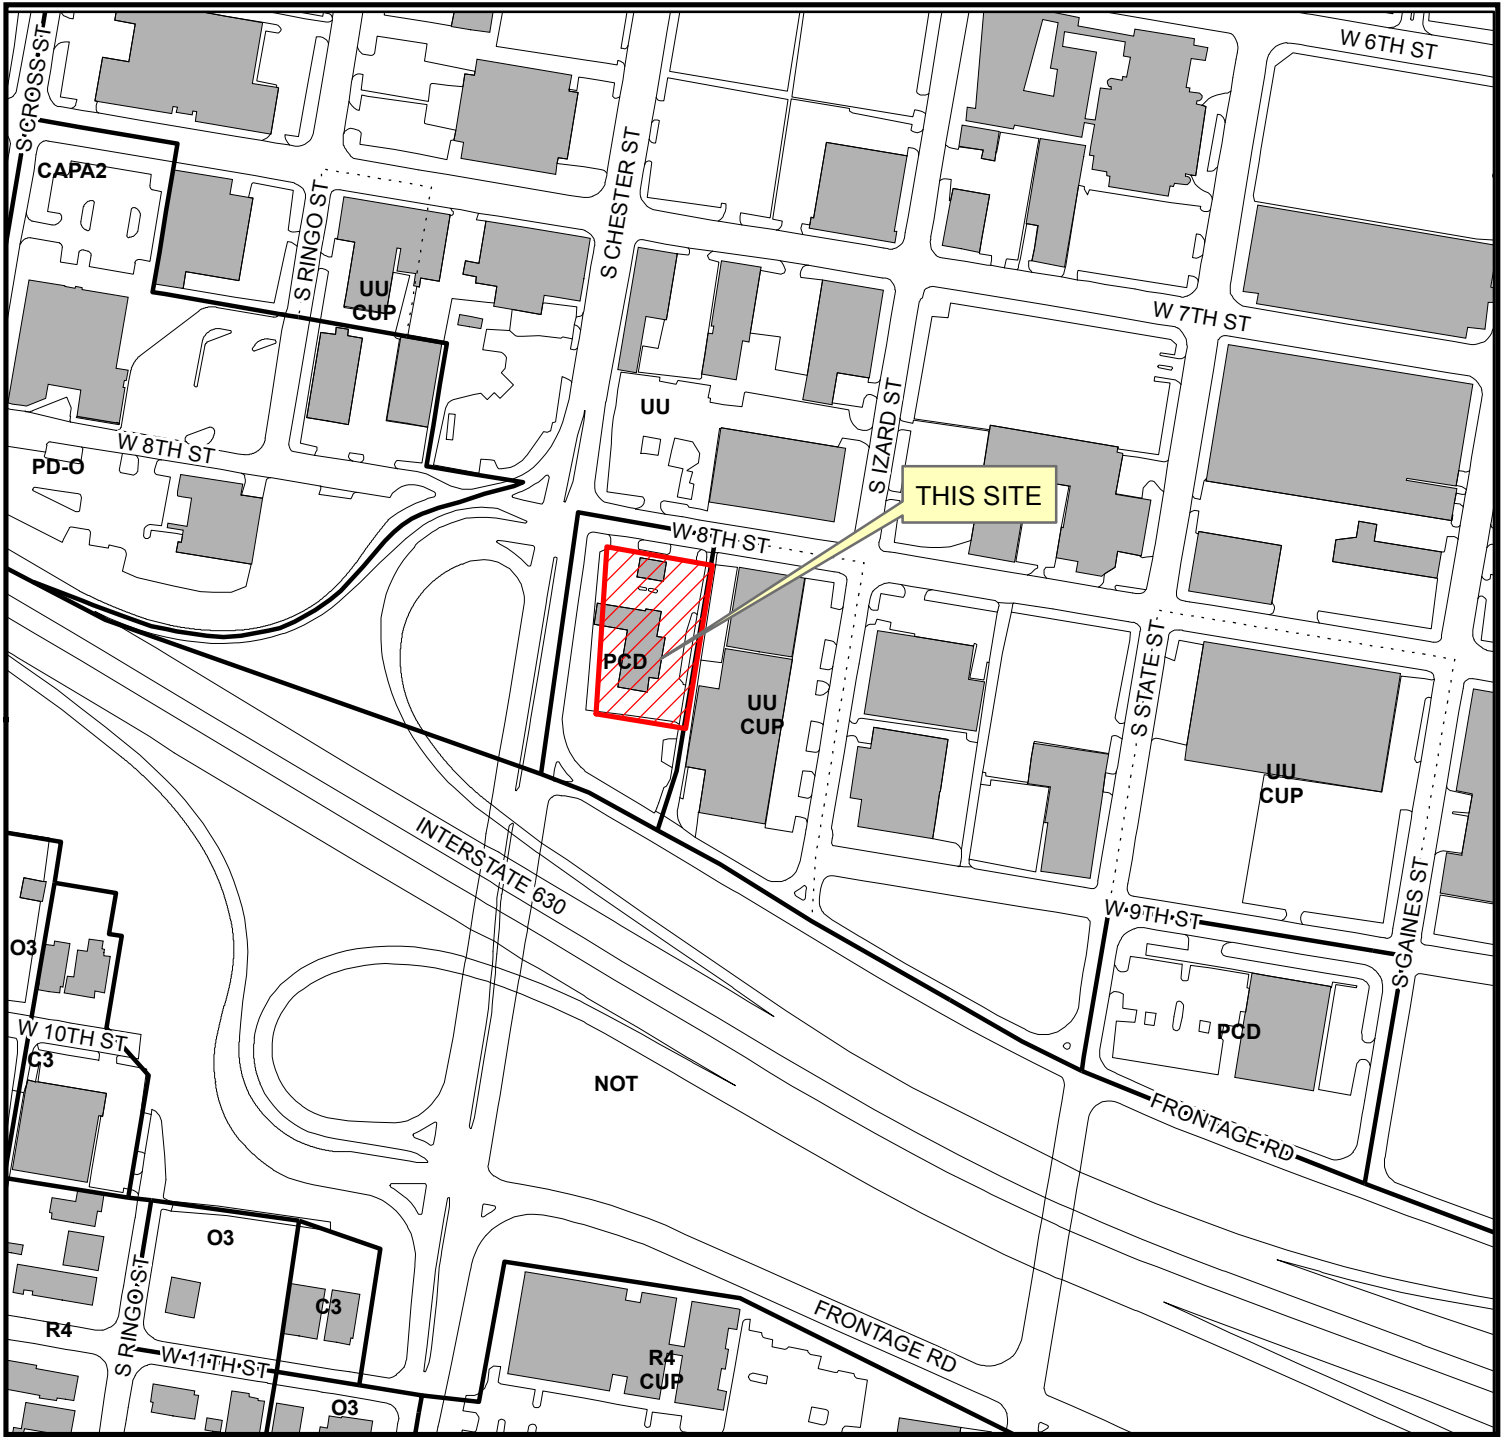 W 6TH ST
S CROSS ST
CAPA2
S RINGO ST
S CHESTER ST
UU
CUP
W 7TH ST
UU
S IZARD ST
W 8TH ST
PD-O
THIS SITE
W 8TH ST
PCD
UU
CUP
S STATE ST
UU
CUP
INTERSTATE 630
W 9TH ST
S GAINES ST
O3
W 10TH ST
C3
PCD
NOT
FRONTAGE RD
O3
S RINGO ST
C3
R4
FRONTAGE RD
W 11TH ST
R4
CUP
O3